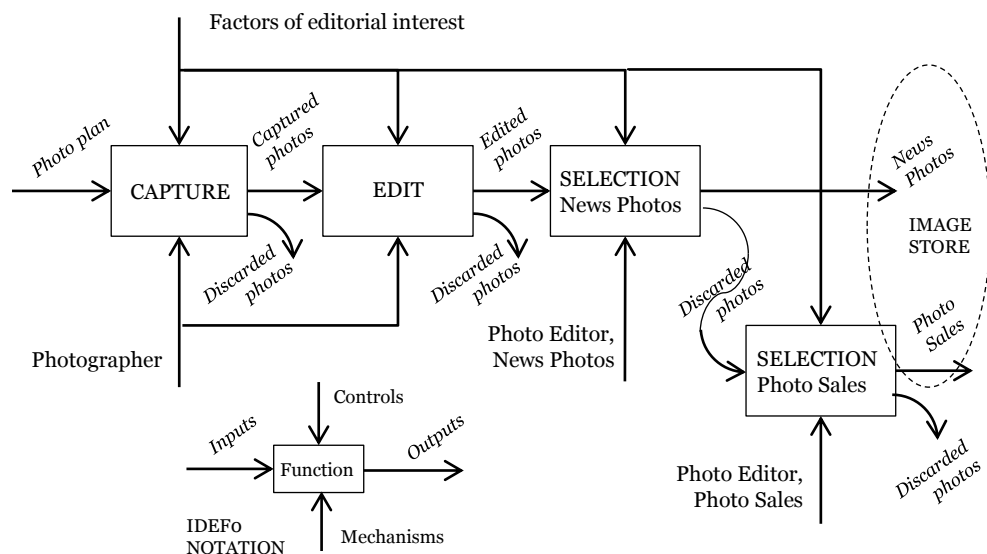 Factors of editorial interest
Photo plan
Captured
photos
Edited
photos
News
Photos
CAPTURE
EDIT
SELECTION
News Photos
IMAGE
STORE
Discarded
photos
Discarded
photos
Discarded
photos
Photo
Sales
Photographer
Photo Editor,
News Photos
SELECTION
Photo Sales
Controls
Inputs
Function
Outputs
Photo Editor,
Photo Sales
Discarded
photos
IDEF0
NOTATION
Mechanisms